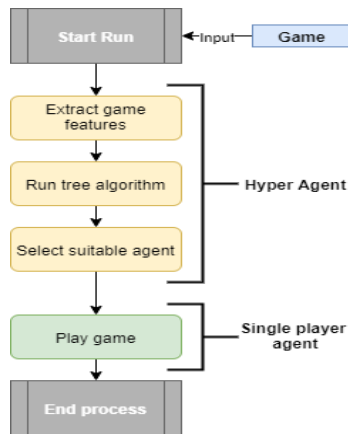 Start Run
Input
Game
Extract game
features
Run tree algorithm
Hyper Agent
Select suitable agent
Play game
Single player
agent
End process